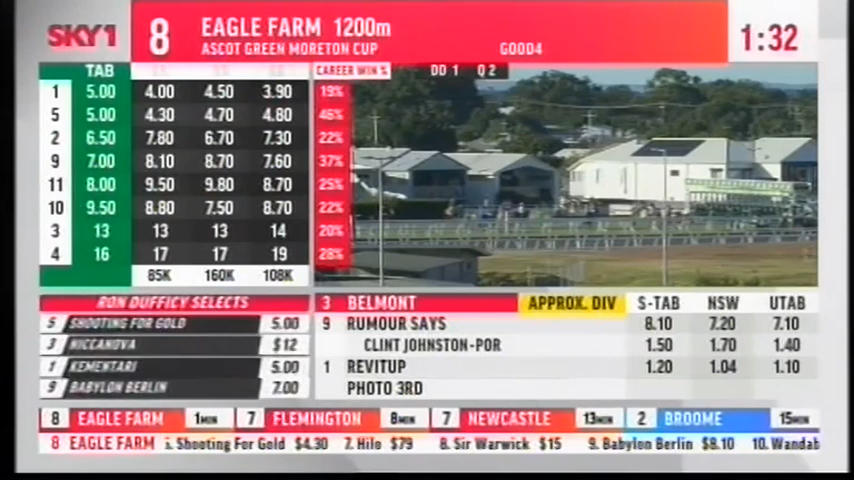 SKY1
8
EAGLE FARM 1200m
ASCOT GREEN MORETON CUP
GOOD4
1:32
TAB
CAREER WIN %
DD 1 Q 2
1 5.00 4.00 4.50 3.90 19%
5 5.00 4.30 4.70 4.80 46%
2 6.50 7.80 6.70 7.30 22%
9 7.00 8.10 8.70 7.60 37%
11 8.00 9.50 9.80 8.70 25%
10 9.50 8.80 7.50 8.70 22%
3 13 13 13 14 20%
4 16 17 17 19 28%
85K 160K 108K
RON DUFFICY SELECTS
5 SHOOTING FOR GOLD 5.00
3 NICCANOVA $12
1 KEMENTARI 5.00
9 BABYLON BERLIN 7.00
3 BELMONT APPROX. DIV S-TAB NSW UTAB
9 RUMOUR SAYS 8.10 7.20 7.10
CLINT JOHNSTON-POR 1.50 1.70 1.40
1 REVITUP 1.20 1.04 1.10
PHOTO 3RD
8 EAGLE FARM 1MIN 7 FLEMINGTON 8MIN 7 NEWCASTLE 13MIN 2 BROOME 15MIN
8 EAGLE FARM Shooting For Gold $4.30 7. Hilo $79 8. Sir Warwick $15 9. Babylon Berlin $8.10 10. Wandab